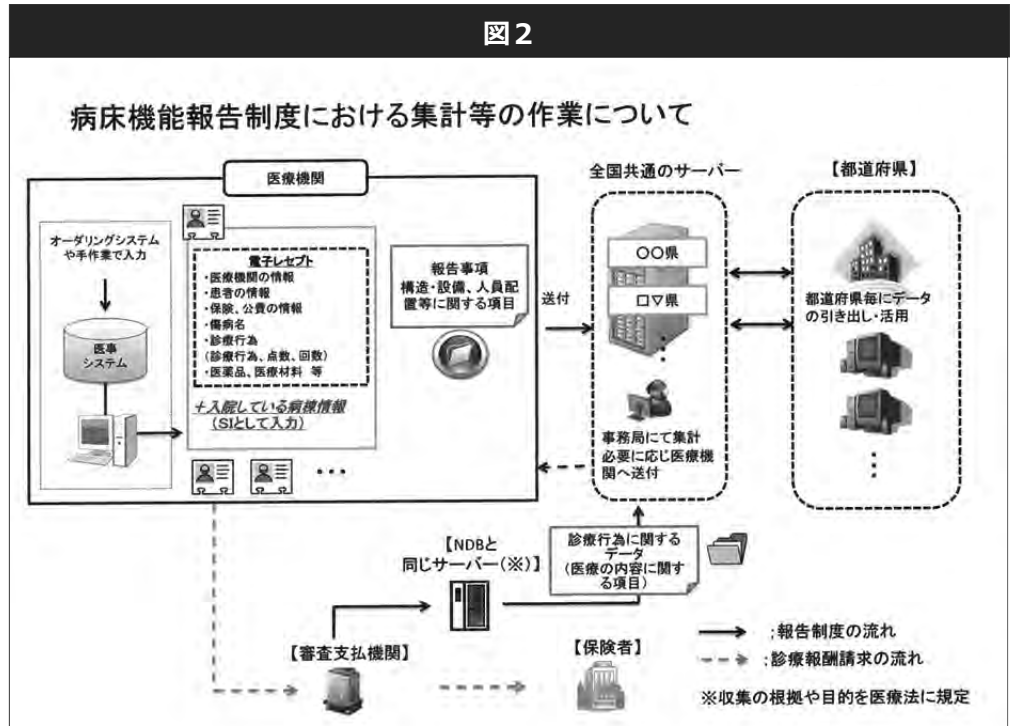 図2
病床機能報告制度における集計等の作業について
医療機関
オーダリングシステム
や手作業で入力
医事
システム
電子レセプト
・医療機関の情報
・患者の情報
・保険、公費の情報
・傷病名
・診療行為
(診療行為、点数、回数)
・医薬品、医療材料 等
+入院している病棟情報
(SIとして入力)
・・・
報告事項
構造・設備、人員配
置等に関する項目
送付
全国共通のサーバー
○○県
□▽県
事務局にて集計
必要に応じ医療機
関へ送付
【都道府県】
都道府県毎にデータ
の引き出し・活用
【NDBと
同じサーバー(※)】
診療行為に関する
データ
(医療の内容に関す
る項目)
【審査支払機関】
【保険者】
;報告制度の流れ
;診療報酬請求の流れ
※収集の根拠や目的を医療法に規定